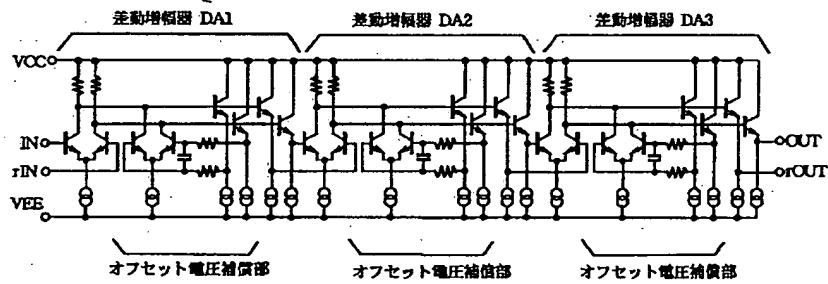 差動増幅器 DA1
差動増幅器 DA2
差動増幅器 DA3
VCC
IN
rIN
VEE
OUT
rOUT
オフセット電圧補償部
オフセット電圧補償部
オフセット電圧補償部